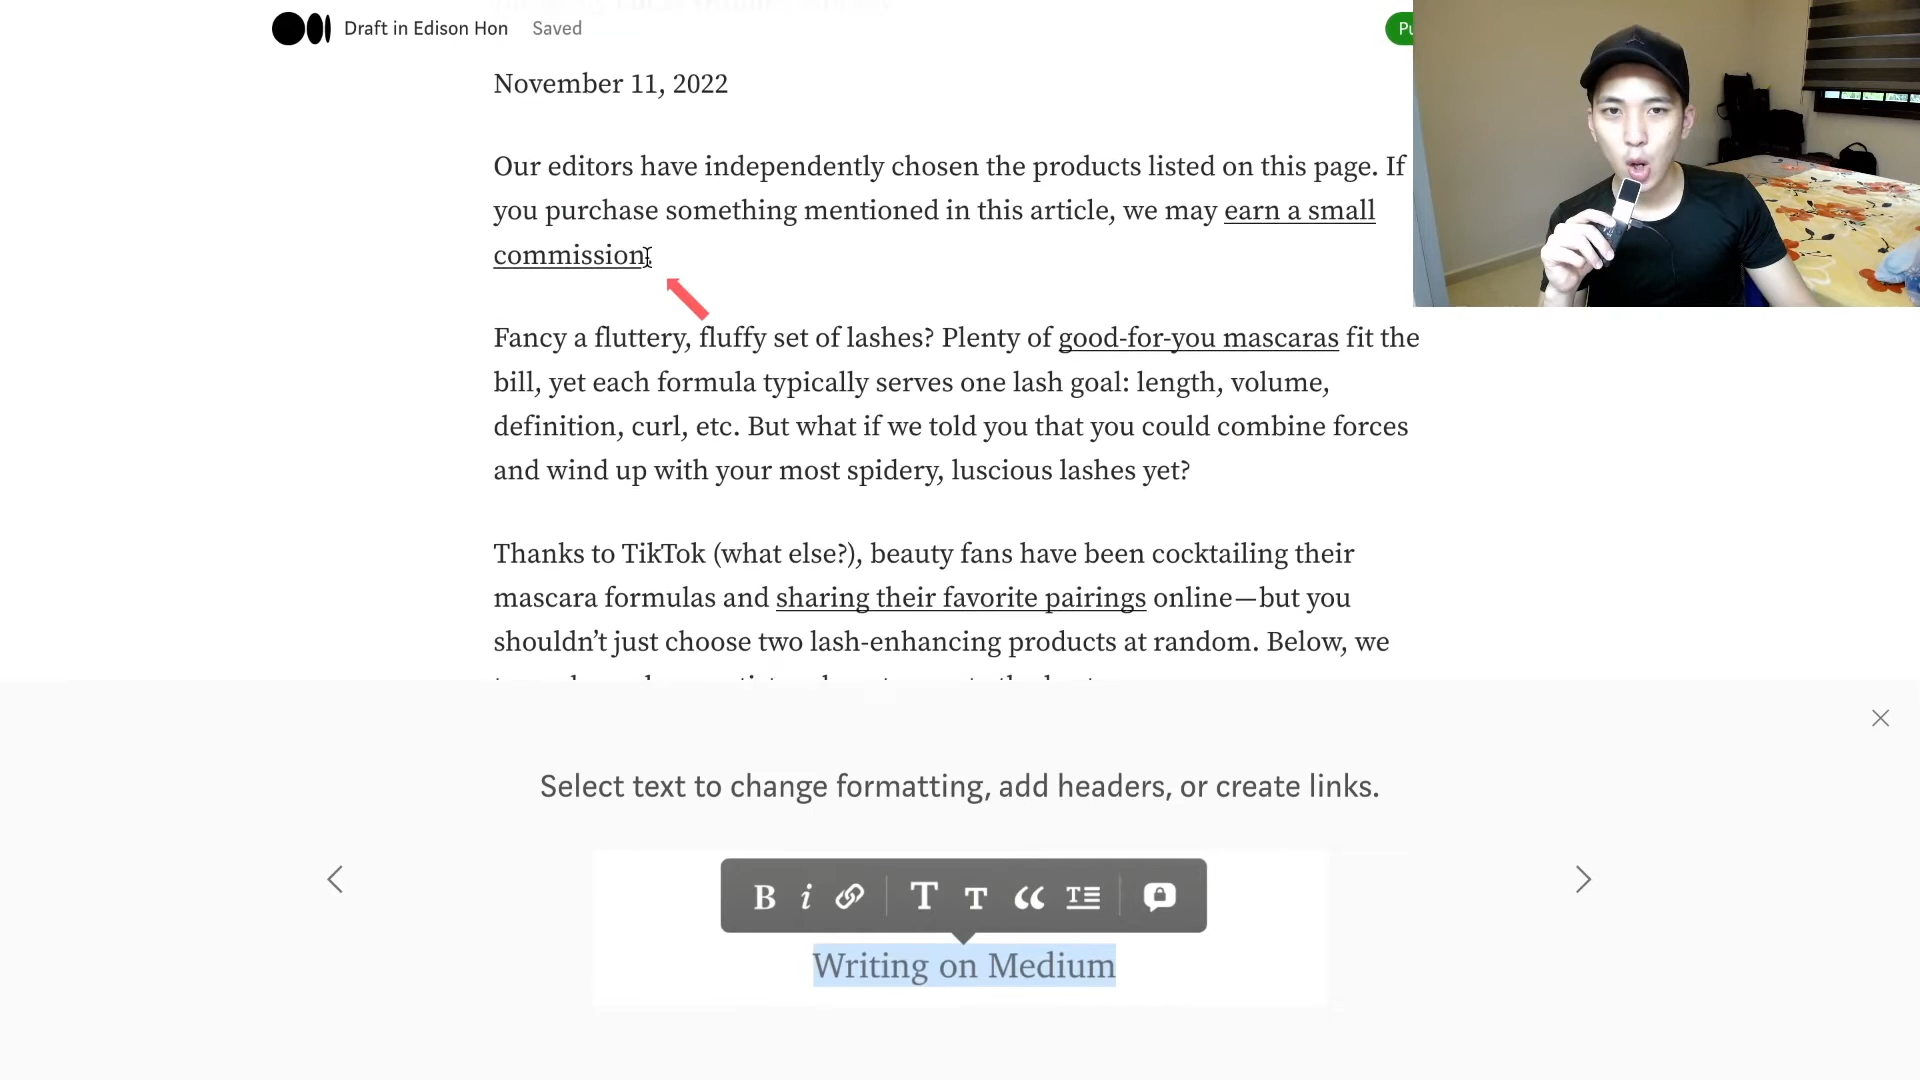 Draft in Edison Hon Saved
Pu
November 11, 2022
Our editors have independently chosen the products listed on this page. If
you purchase something mentioned in this article, we may earn a small
commission.
Fancy a fluttery, fluffy set of lashes? Plenty of good-for-you mascaras fit the
bill, yet each formula typically serves one lash goal: length, volume,
definition, curl, etc. But what if we told you that you could combine forces
and wind up with your most spidery, luscious lashes yet?
Thanks to TikTok (what else?), beauty fans have been cocktailing their
mascara formulas and sharing their favorite pairings online—but you
shouldn’t just choose two lash-enhancing products at random. Below, we
Select text to change formatting, add headers, or create links.
B i T T “ T
Writing on Medium